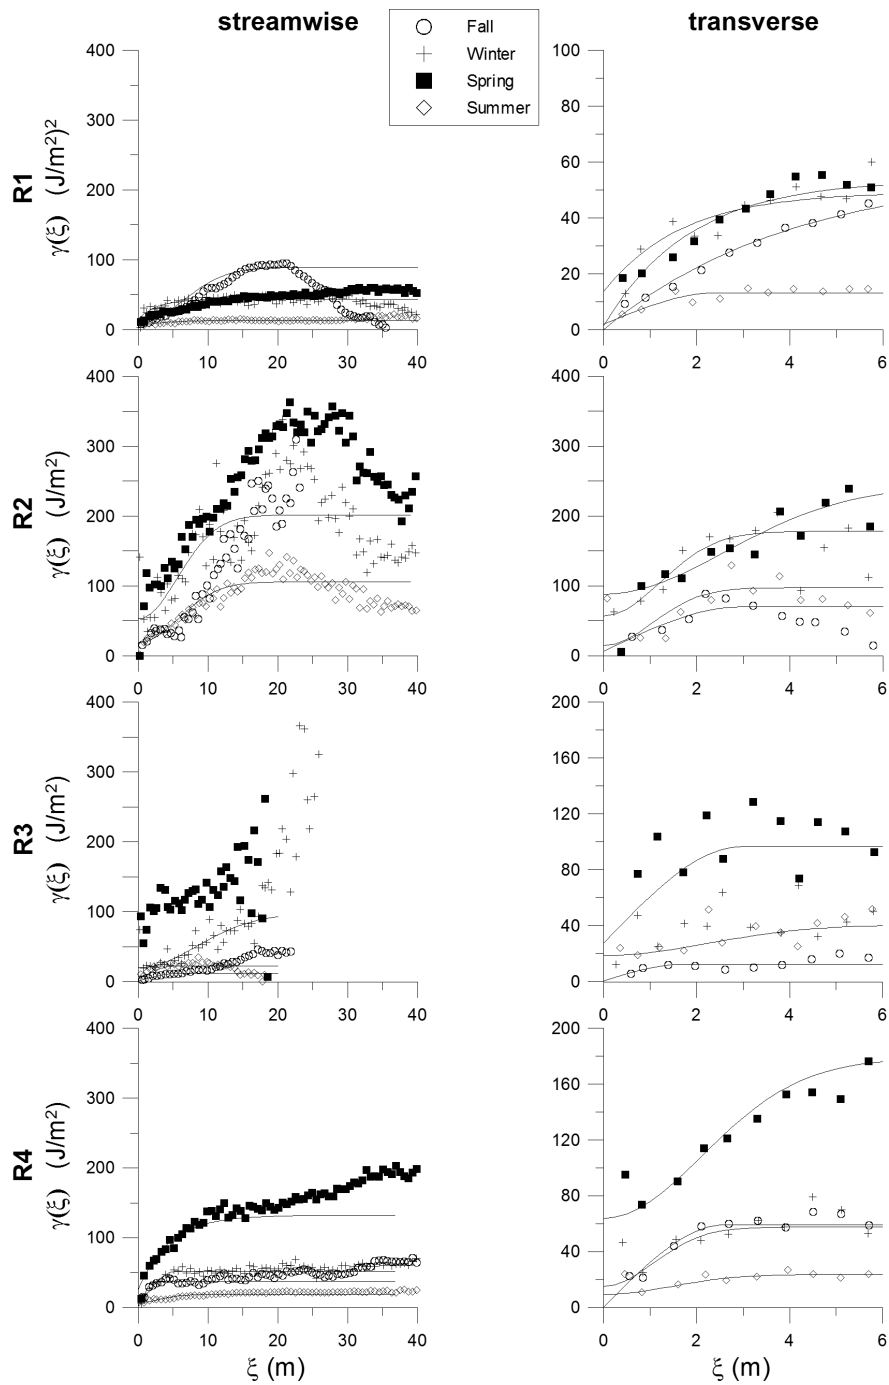 streamwise
transverse
Fall
Winter
Spring
Summer
R1
γ(ξ) (J/m²)²
400
300
200
100
0
0 10 20 30 40
100
80
60
40
20
0
0 2 4 6
R2
γ(ξ) (J/m²)
400
300
200
100
0
0 10 20 30 40
400
300
200
100
0
0 2 4 6
R3
γ(ξ) (J/m²)
400
300
200
100
0
0 10 20 30 40
200
160
120
80
40
0
0 2 4 6
R4
γ(ξ) (J/m²)
400
300
200
100
0
0 10 20 30 40
ξ (m)
200
160
120
80
40
0
0 2 4 6
ξ (m)